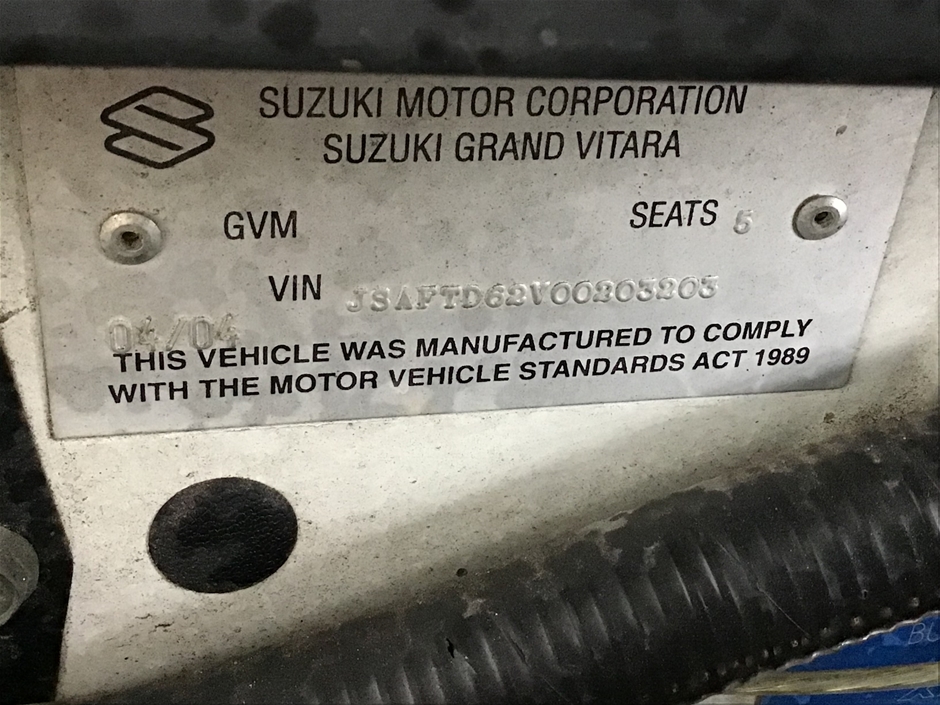 SUZUKI MOTOR CORPORATION
SUZUKI GRAND VITARA
GVM SEATS 5
VIN JSAFTD62V00203203
04/04
THIS VEHICLE WAS MANUFACTURED TO COMPLY
WITH THE MOTOR VEHICLE STANDARDS ACT 1989